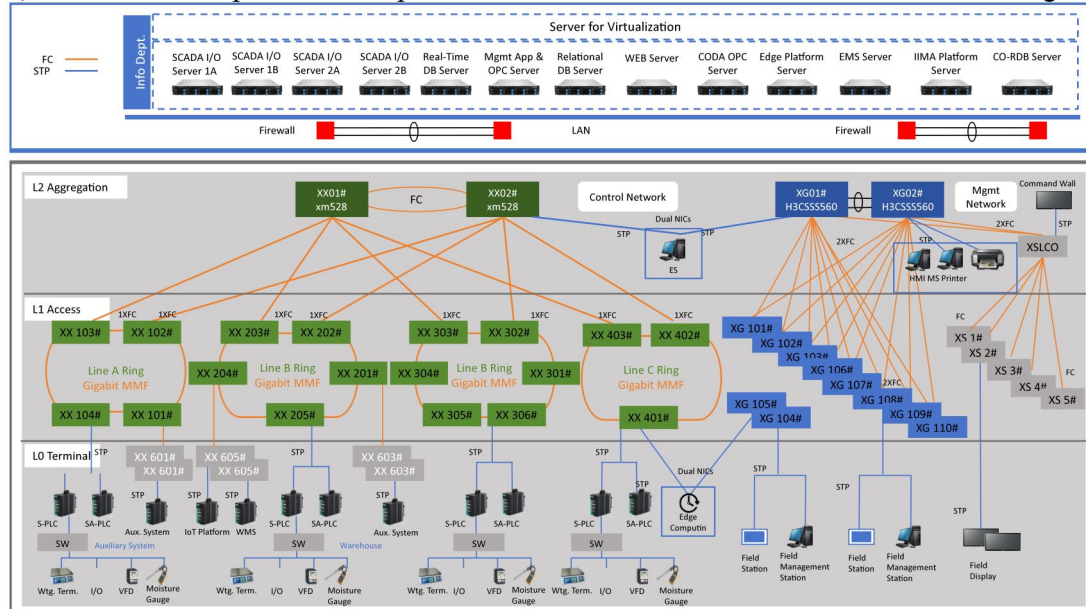 Server for Virtualization
Info Dept.
FC
STP
SCADA I/O Server 1A
SCADA I/O Server 1B
SCADA I/O Server 2A
SCADA I/O Server 2B
Real-Time DB Server
Mgmt App & OPC Server
Relational DB Server
WEB Server
CODA OPC Server
Edge Platform Server
EMS Server
IIMA Platform Server
CO-RDB Server
Firewall
LAN
Firewall
L2 Aggregation
XX01#
xm528
FC
XX02#
xm528
Control Network
XG01#
H3CSSS560
XG02#
H3CSSS560
Mgmt Network
Command Wall
Dual NICs
STP
STP
ES
2XFC
STP
2XFC
STP
XSLCO
HMI MS Printer
L1 Access
1XFC
1XFC
1XFC
1XFC
1XFC
1XFC
1XFC
1XFC
XX 103#
XX 102#
XX 203#
XX 202#
XX 303#
XX 302#
XX 403#
XX 402#
Line A Ring
Gigabit MMF
XX 204#
Line B Ring
Gigabit MMF
XX 201#
XX 304#
Line B Ring
Gigabit MMF
XX 301#
Line C Ring
Gigabit MMF
XX 104#
XX 101#
XX 205#
XX 305#
XX 306#
XX 401#
XG 101#
XG 102#
XG 103#
XG 106#
XG 107#
2XFC
XG 108#
XG 109#
XG 110#
XG 105#
XG 104#
FC
XS 1#
XS 2#
XS 3#
XS 4#
XS 5#
FC
L0 Terminal
STP
XX 601#
XX 601#
XX 605#
XX 605#
STP
XX 603#
XX 603#
STP
STP
STP
Dual NICs
STP
STP
STP
STP
STP
STP
S-PLC
SA-PLC
Aux. System
IoT Platform
WMS
S-PLC
SA-PLC
Aux. System
S-PLC
SA-PLC
S-PLC
SA-PLC
Edge
Computin
SW
Auxiliary System
SW
Warehouse
SW
SW
Wtg. Term.
I/O
VFD
Moisture Gauge
Wtg. Term.
I/O
VFD
Moisture Gauge
Wtg. Term.
I/O
VFD
Moisture Gauge
Wtg. Term.
I/O
VFD
Moisture Gauge
Field Station
Field Management Station
Field Station
Field Management Station
Field Display